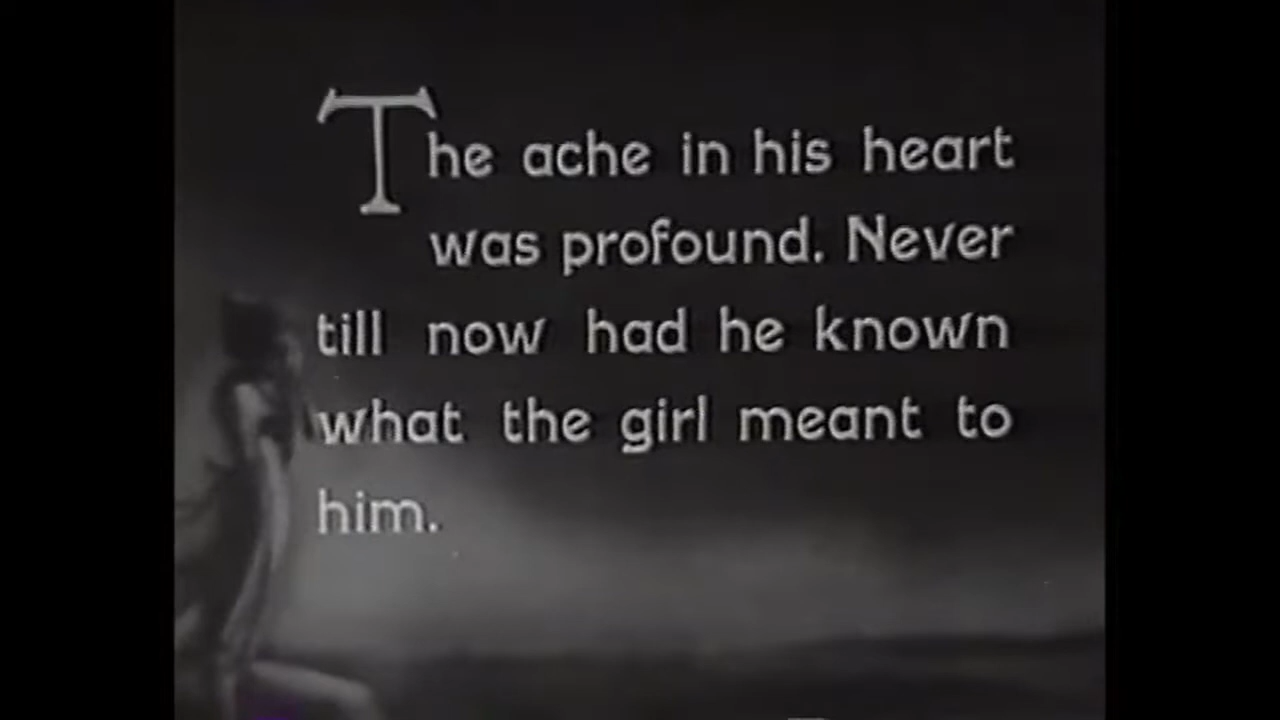 The ache in his heart
was profound. Never
till now had he known
what the girl meant to
him.